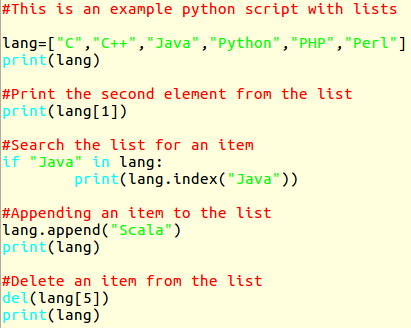 #This is an example python script with lists
lang=["C","C++","Java","Python","PHP","Perl"]
print(lang)
#Print the second element from the list
print(lang[1])
#Search the list for an item
if "Java" in lang:
        print(lang.index("Java"))
#Appending an item to the list
lang.append("Scala")
print(lang)
#Delete an item from the list
del(lang[5])
print(lang)